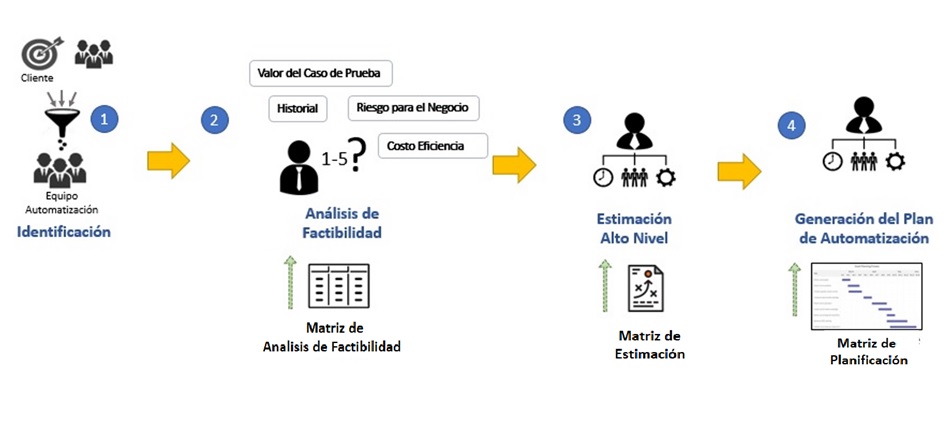 Cliente
1
Equipo
Automatización
Identificación
2
Valor del Caso de Prueba
Historial
Riesgo para el Negocio
Costo Eficiencia
1-5?
Análisis de
Factibilidad
Matriz de
Analisis de Factibilidad
3
Estimación
Alto Nivel
Matriz de
Estimación
4
Generación del Plan
de Automatización
Matriz de
Planificación